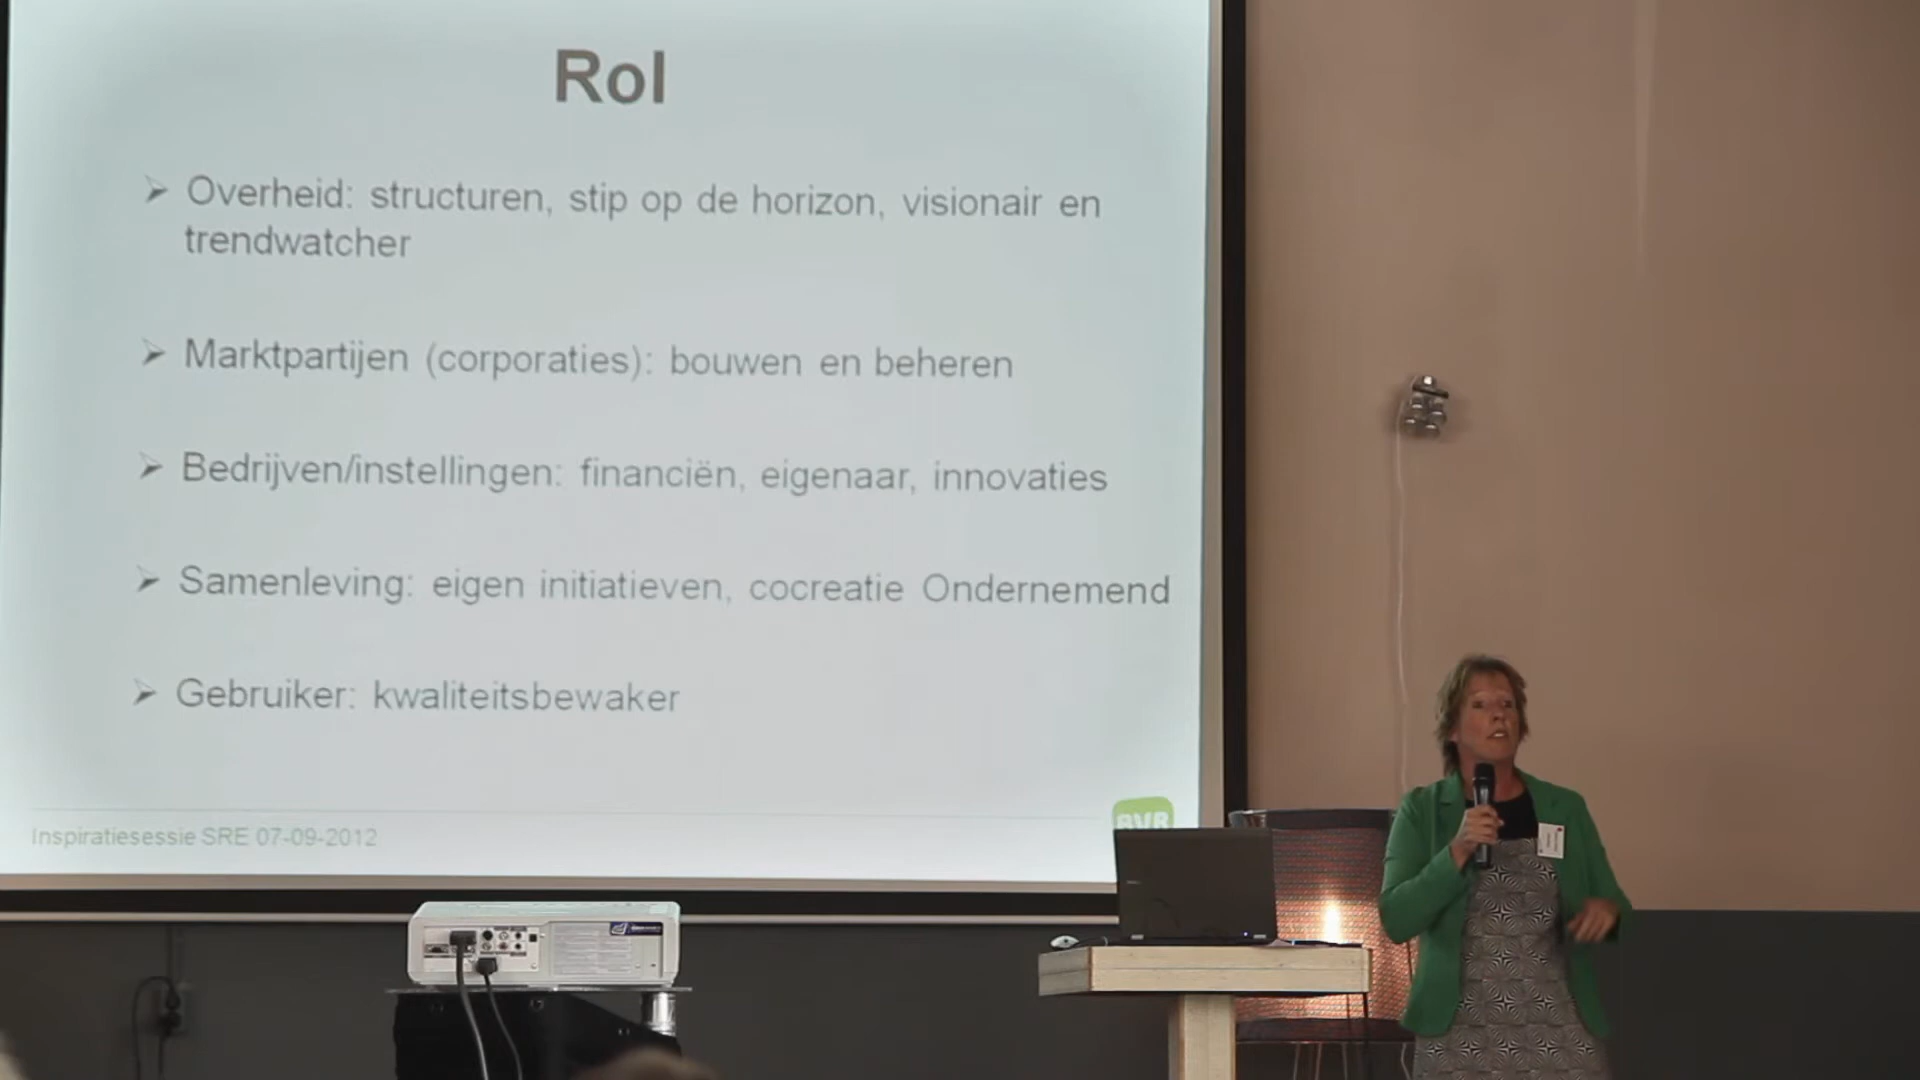 Rol
➢ Overheid: structuren, stip op de horizon, visionair en
trendwatcher
➢ Marktpartijen (corporaties): bouwen en beheren
➢ Bedrijven/instellingen: financiën, eigenaar, innovaties
➢ Samenleving: eigen initiatieven, cocreatie Ondernemend
➢ Gebruiker: kwaliteitsbewaker
Inspiratiesessie SRE 07-09-2012
BVR